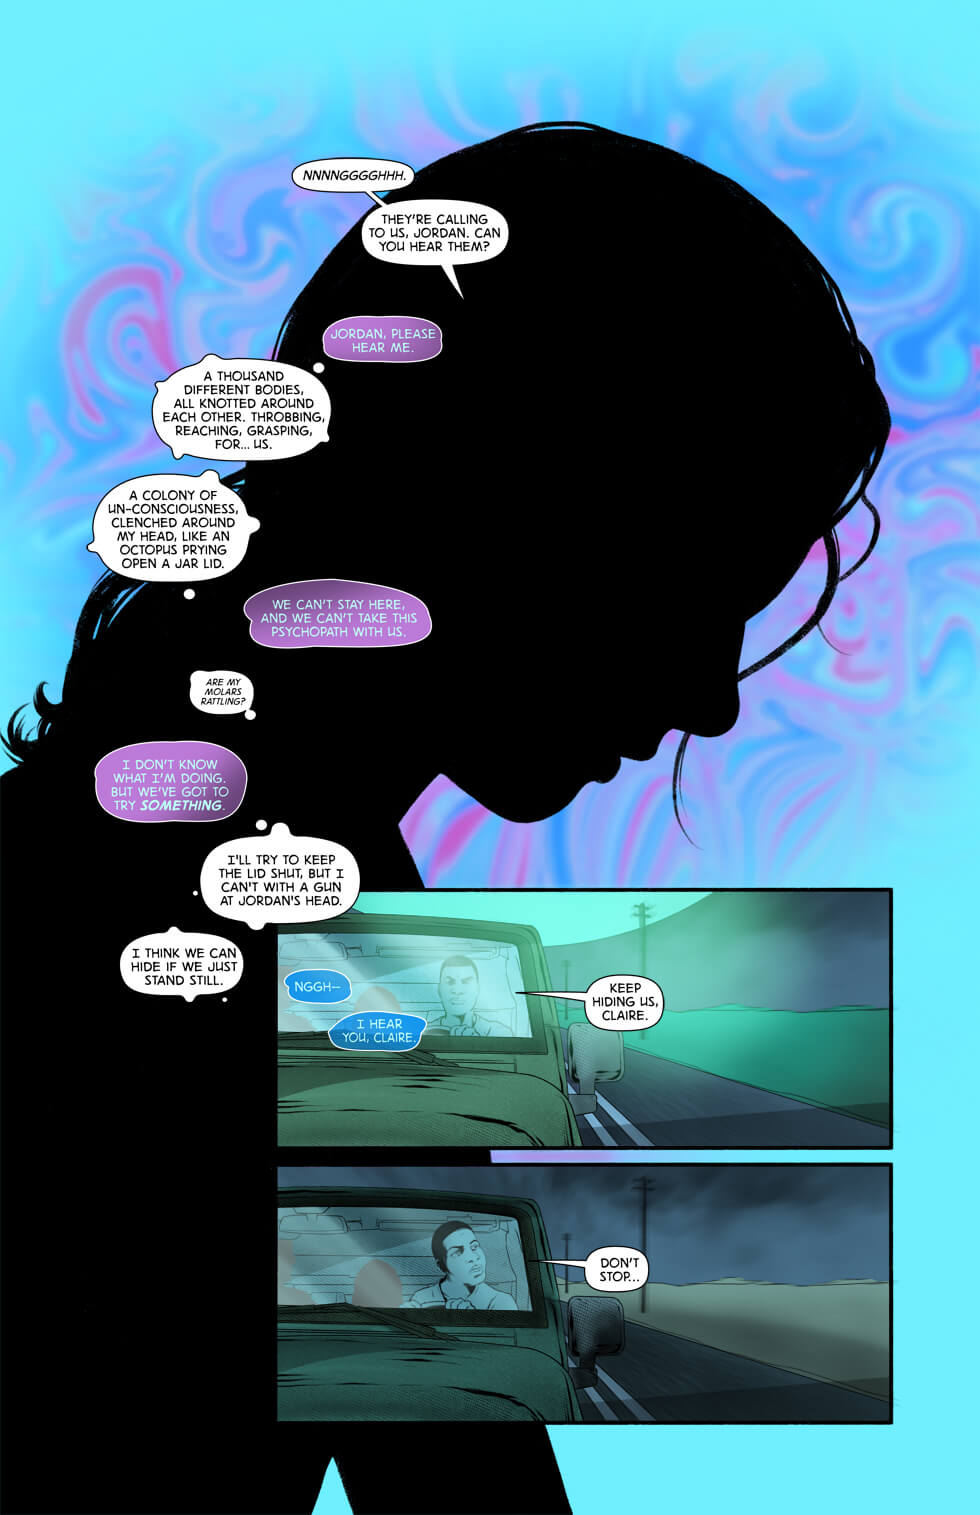 NNNNGGGGHHH.
THEY'RE CALLING
TO US, JORDAN. CAN
YOU HEAR THEM?
JORDAN, PLEASE
HEAR ME.
A THOUSAND
DIFFERENT BODIES,
ALL KNOTTED AROUND
EACH OTHER. THROBBING,
REACHING, GRASPING,
FOR... US.
A COLONY OF
UN-CONSCIOUSNESS,
CLENCHED AROUND
MY HEAD, LIKE AN
OCTOPUS PRYING
OPEN A JAR LID.
WE CAN'T STAY HERE,
AND WE CAN'T TAKE THIS
PSYCHOPATH WITH US.
ARE MY
MOLARS
RATTLING?
I DON'T KNOW
WHAT I'M DOING.
BUT WE'VE GOT TO
TRY SOMETHING.
I'LL TRY TO KEEP
THE LID SHUT, BUT I
CAN'T WITH A GUN
AT JORDAN'S HEAD.
I THINK WE CAN
HIDE IF WE JUST
STAND STILL.
NGGH—
I HEAR
YOU, CLAIRE.
KEEP
HIDING US,
CLAIRE.
DON'T
STOP...